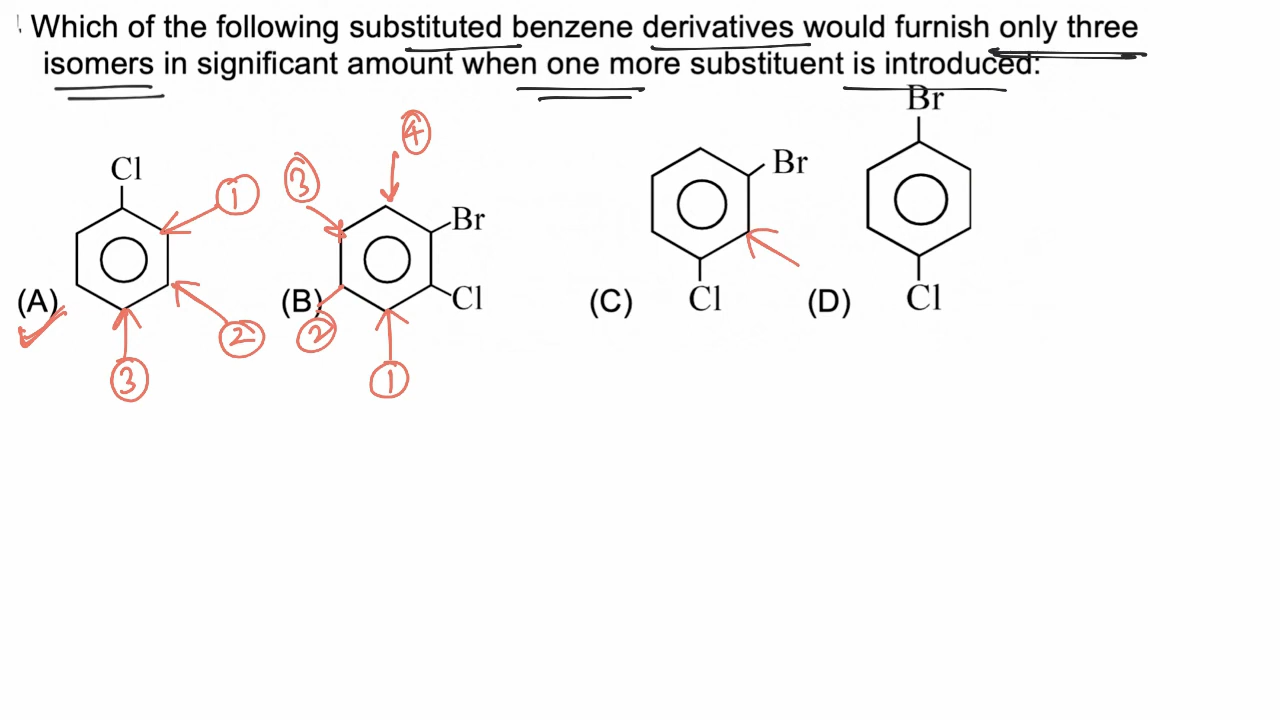 Which of the following substituted benzene derivatives would furnish only three
isomers in significant amount when one more substituent is introduced:
Br
④
Cl
③
①
Br
Br
(A)
(B)
Cl
(C)
Cl
(D)
Cl
②
②
③
①